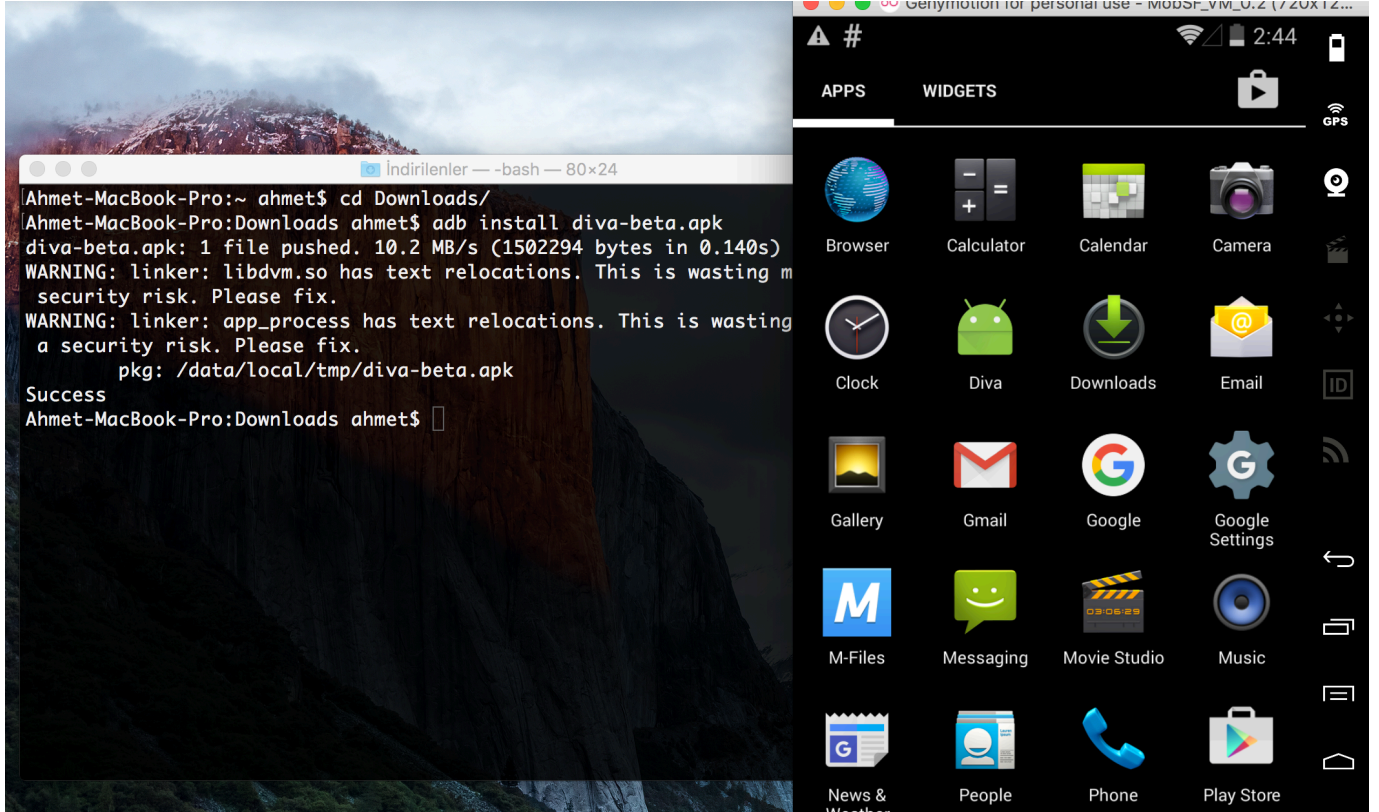 Genymotion for personal use - MobSF_VM_0.2 (720x12...
# 2:44
APPS WIDGETS
GPS
İndirilenler — -bash — 80×24
Ahmet-MacBook-Pro:~ ahmet$ cd Downloads/
Ahmet-MacBook-Pro:Downloads ahmet$ adb install diva-beta.apk
diva-beta.apk: 1 file pushed. 10.2 MB/s (1502294 bytes in 0.140s)
WARNING: linker: libdvm.so has text relocations. This is wasting m
security risk. Please fix.
WARNING: linker: app_process has text relocations. This is wasting
a security risk. Please fix.
pkg: /data/local/tmp/diva-beta.apk
Success
Ahmet-MacBook-Pro:Downloads ahmet$
Browser Calculator Calendar Camera
Clock Diva Downloads Email
ID
Gallery Gmail Google Google
Settings
03:06:29
M-Files Messaging Movie Studio Music
News & People Phone Play Store
Weather